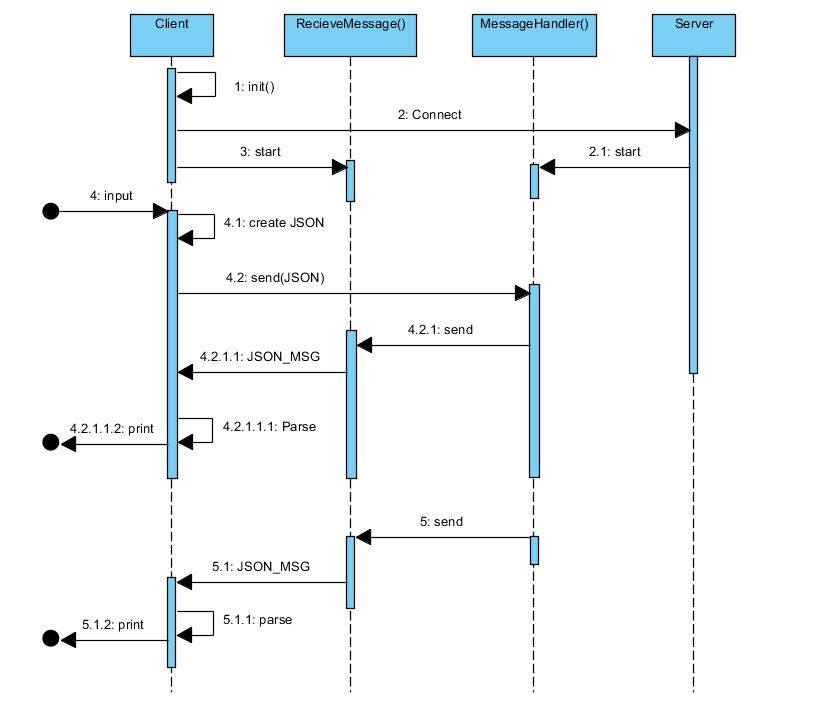 Client
RecieveMessage()
MessageHandler()
Server
1: init()
2: Connect
3: start
2.1: start
4: input
4.1: create JSON
4.2: send(JSON)
4.2.1: send
4.2.1.1: JSON_MSG
4.2.1.1.1: Parse
4.2.1.1.2: print
5: send
5.1: JSON_MSG
5.1.1: parse
5.1.2: print